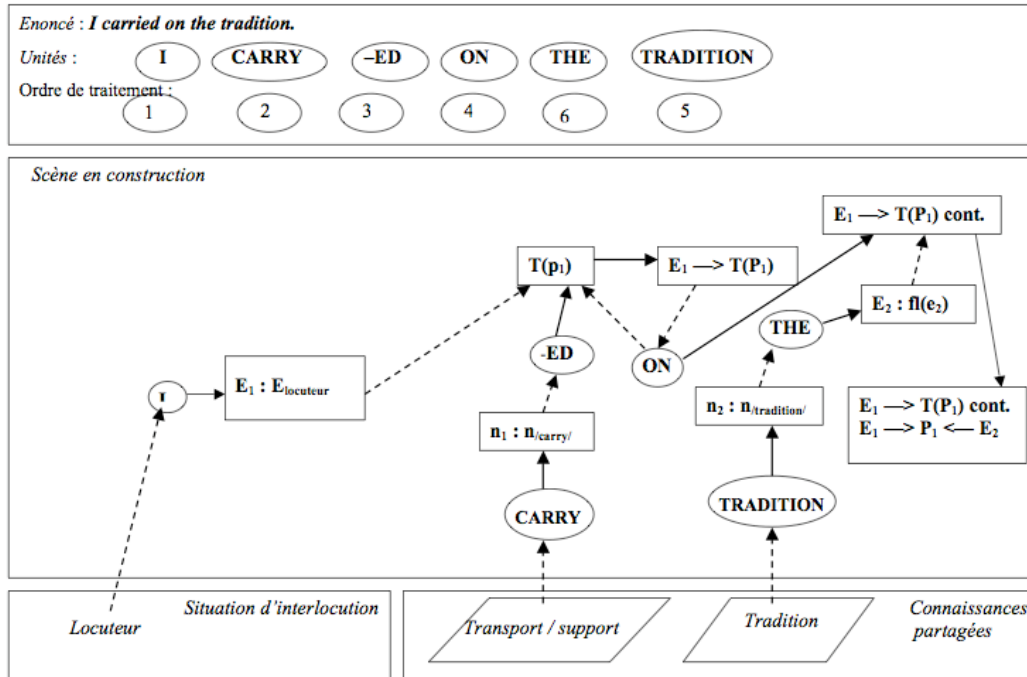 Enoncé : I carried on the tradition.
Unités : I CARRY –ED ON THE TRADITION
Ordre de traitement :
1 2 3 4 6 5
Scène en construction
E1 —> T(P1) cont.
T(p1) E1 —> T(P1)
E2 : fl(e2)
THE
-ED ON
I E1 : Elocuteur
n1 : n/carry/ n2 : n/tradition/
E1 —> T(P1) cont.
E1 —> P1 <— E2
CARRY TRADITION
Situation d'interlocution
Locuteur
Transport / support
Tradition
Connaissances
partagées